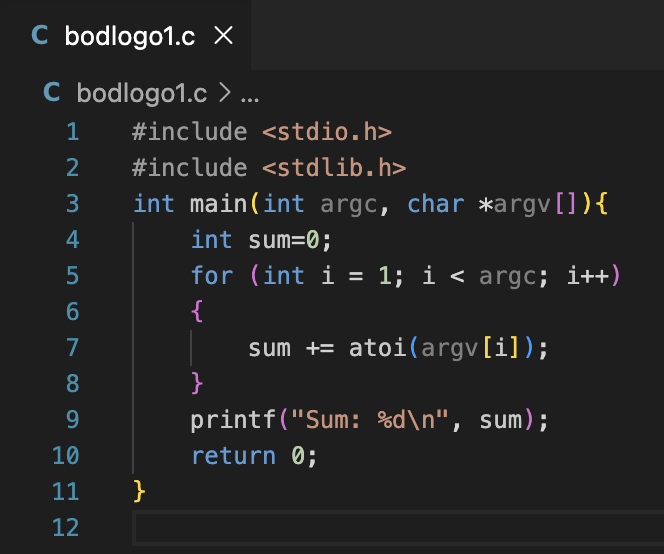 C bodlogo1.c ×
C bodlogo1.c > ...
1 #include <stdio.h>
2 #include <stdlib.h>
3 int main(int argc, char *argv[]){
4     int sum=0;
5     for (int i = 1; i < argc; i++)
6     {
7         sum += atoi(argv[i]);
8     }
9     printf("Sum: %d\n", sum);
10     return 0;
11 }
12